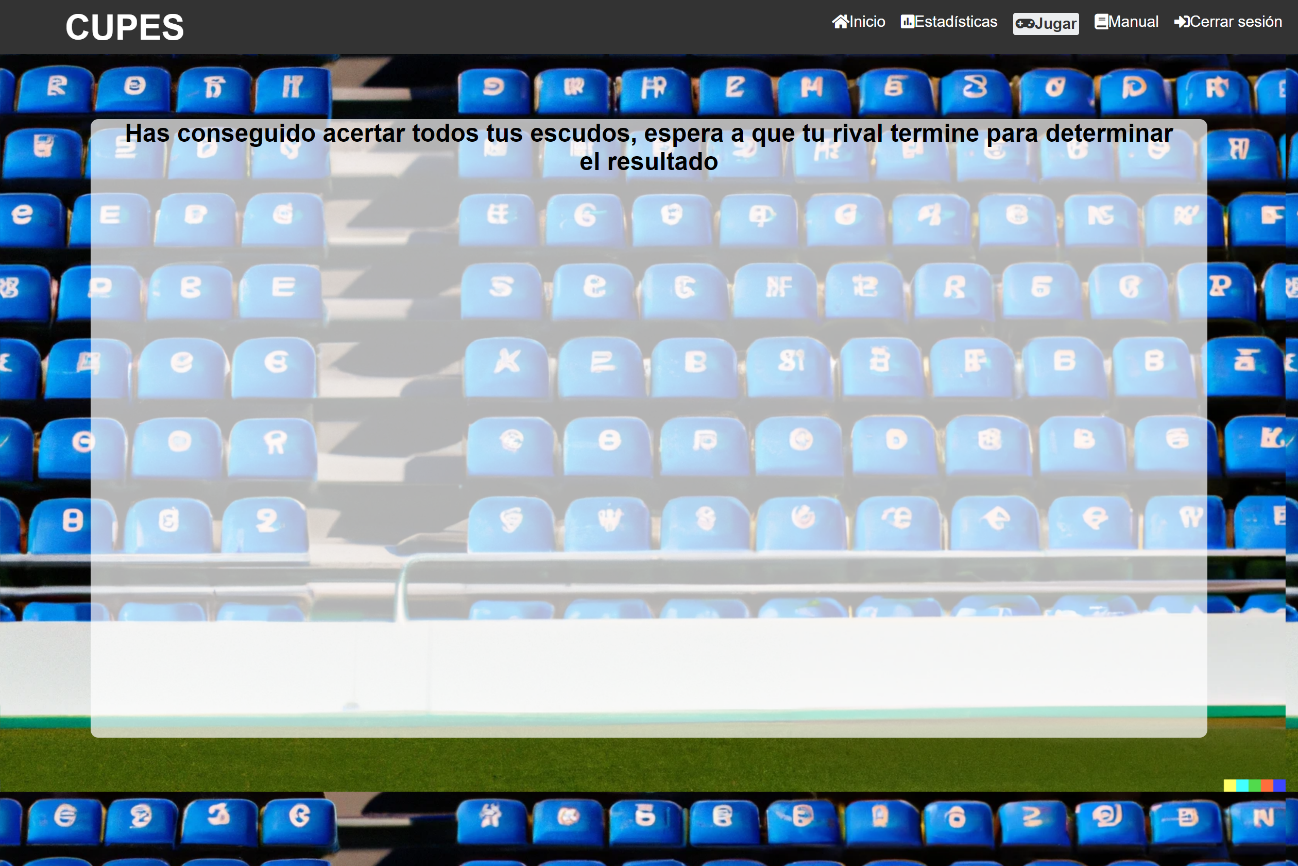 CUPES
Inicio
Estadísticas
Jugar
Manual
Cerrar sesión
Has conseguido acertar todos tus escudos, espera a que tu rival termine para determinar
el resultado